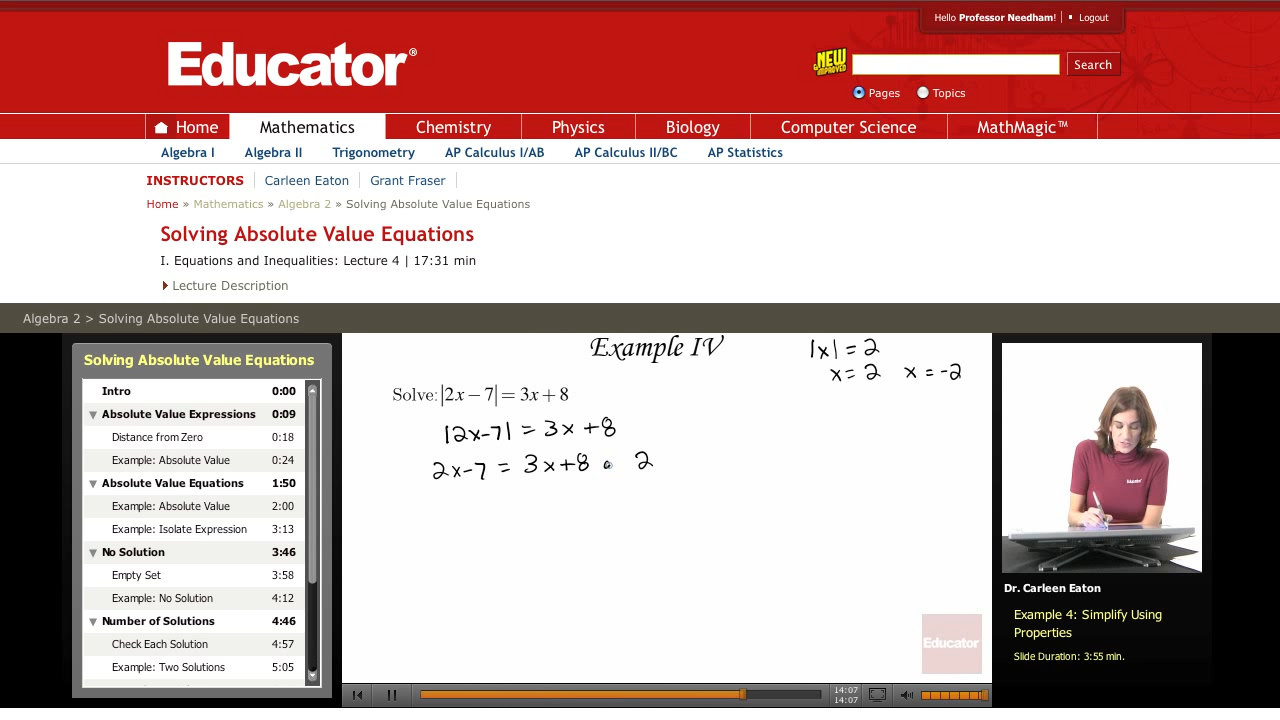 Hello Professor Needham! Logout
Educator®
NEW
& IMPROVED
Search
Pages Topics
Home Mathematics Chemistry Physics Biology Computer Science MathMagic™
Algebra I Algebra II Trigonometry AP Calculus I/AB AP Calculus II/BC AP Statistics
INSTRUCTORS Carleen Eaton Grant Fraser
Home » Mathematics » Algebra 2 » Solving Absolute Value Equations
Solving Absolute Value Equations
I. Equations and Inequalities: Lecture 4 | 17:31 min
Lecture Description
Algebra 2 > Solving Absolute Value Equations
Solving Absolute Value Equations
Intro 0:00
Absolute Value Expressions 0:09
Distance from Zero 0:18
Example: Absolute Value 0:24
Absolute Value Equations 1:50
Example: Absolute Value 2:00
Example: Isolate Expression 3:13
No Solution 3:46
Empty Set 3:58
Example: No Solution 4:12
Number of Solutions 4:46
Check Each Solution 4:57
Example: Two Solutions 5:05
Example IV
|x| = 2
x = 2 x = -2
Solve: |2x − 7| = 3x + 8
|2x-7| = 3x +8
2x-7 = 3x+8 2
Educator
14:07
14:07
Educator
Dr. Carleen Eaton
Example 4: Simplify Using
Properties
Slide Duration: 3:55 min.